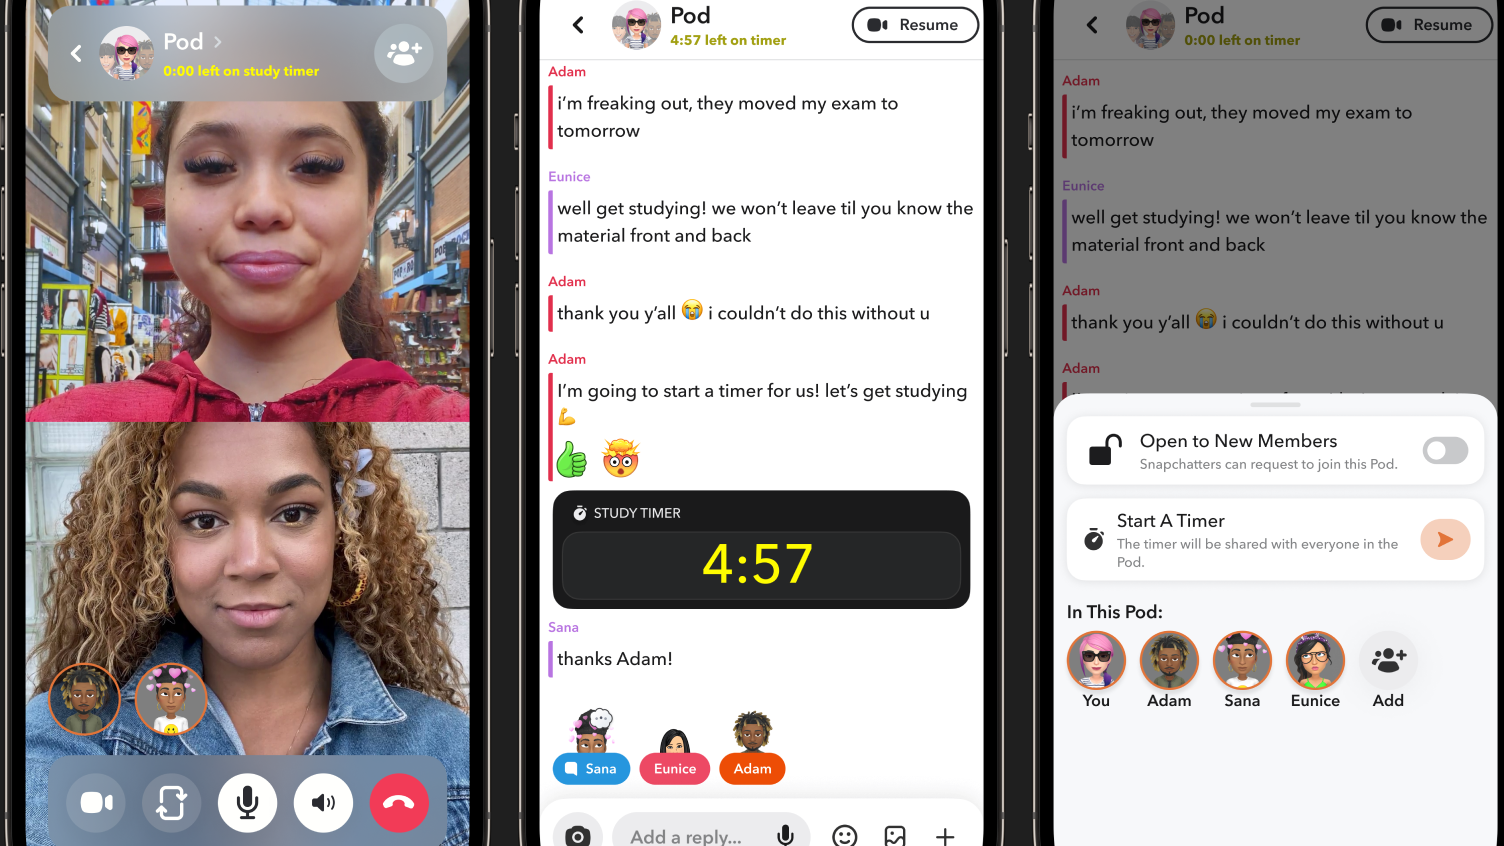 Pod
0:00 left on study timer
Pod
4:57 left on timer
Resume
Adam
i’m freaking out, they moved my exam to
tomorrow
Eunice
well get studying! we won’t leave til you know the
material front and back
Adam
thank you y’all 😭 i couldn’t do this without u
Adam
I’m going to start a timer for us! let’s get studying
💪
STUDY TIMER
4:57
Sana
thanks Adam!
Sana
Eunice
Adam
Add a reply...
Pod
0:00 left on timer
Resume
Adam
i’m freaking out, they moved my exam to
tomorrow
Eunice
well get studying! we won’t leave til you know the
material front and back
Adam
thank you y’all 😭 i couldn’t do this without u
Adam
Open to New Members
Snapchatters can request to join this Pod.
Start A Timer
The timer will be shared with everyone in the
Pod.
In This Pod:
You
Adam
Sana
Eunice
Add